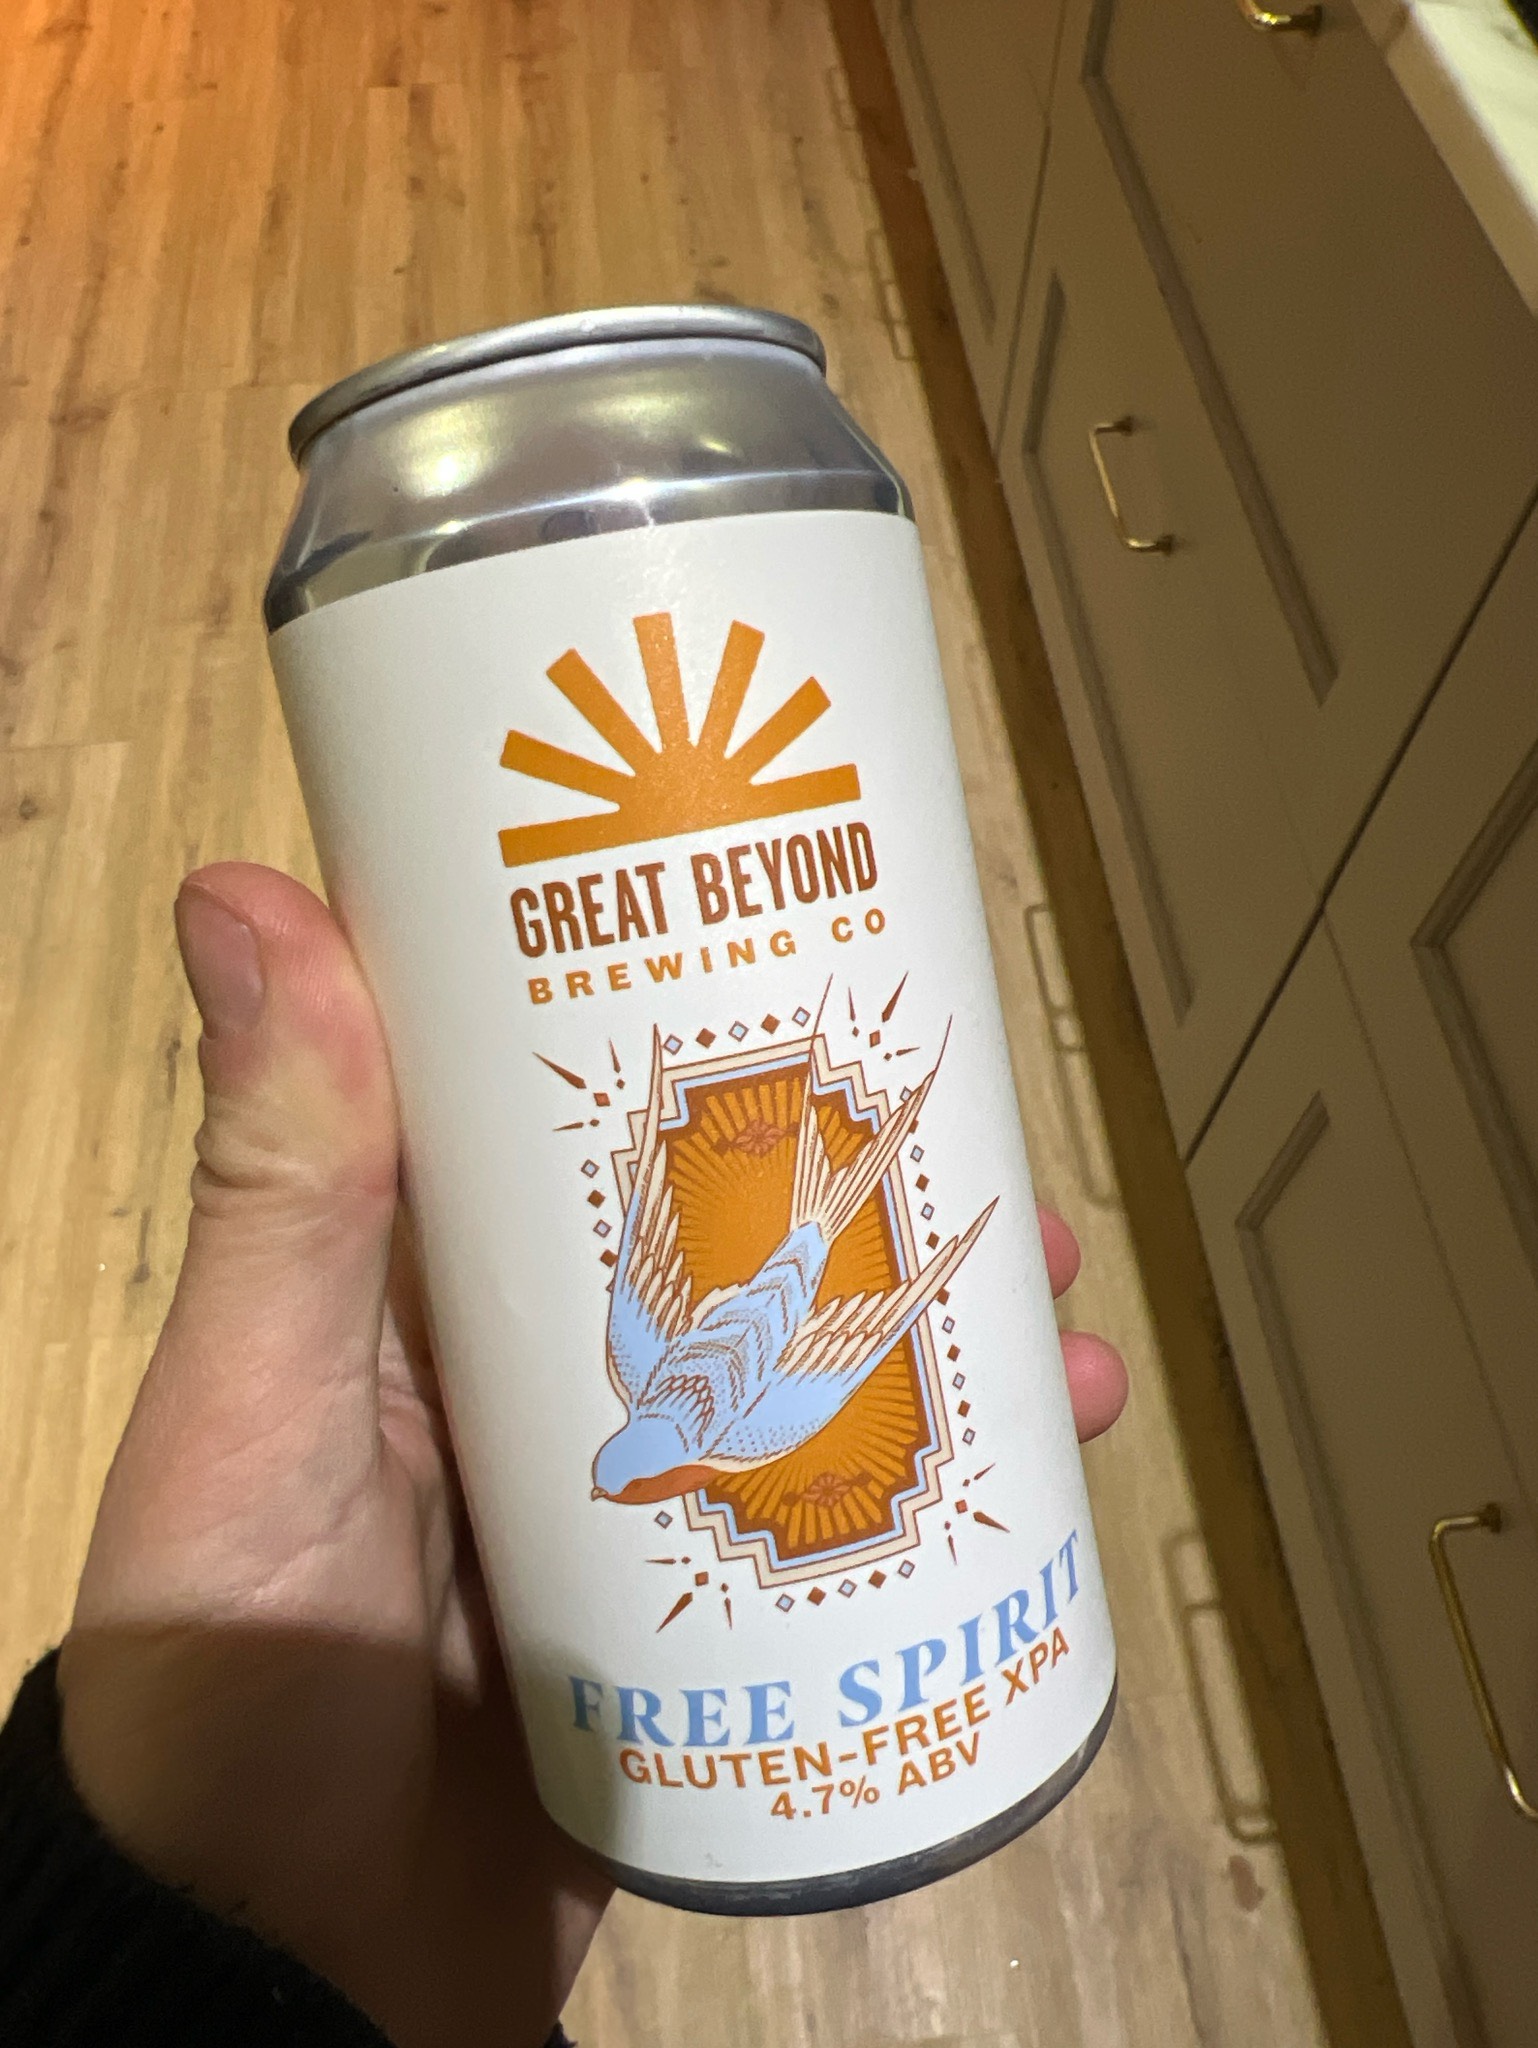 GREAT BEYOND
BREWING CO
FREE SPIRIT
GLUTEN-FREE XPA
4.7% ABV